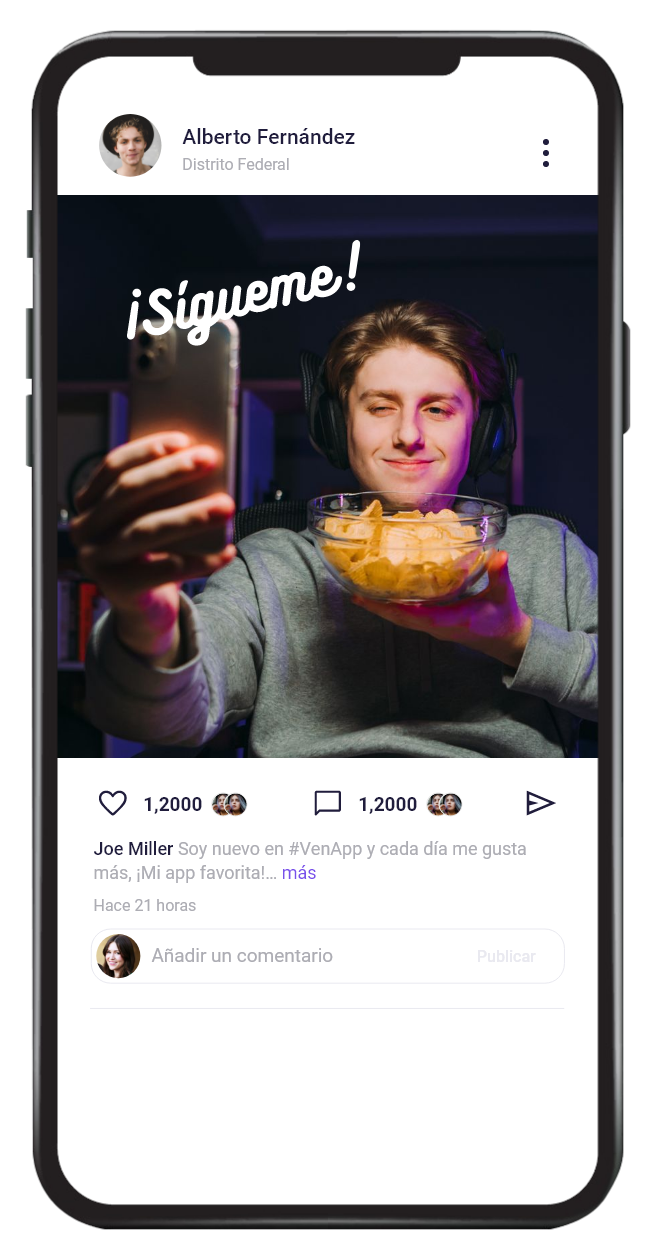 Alberto Fernández
Distrito Federal
¡Sígueme!
1,2000 1,2000
Joe Miller Soy nuevo en #VenApp y cada día me gusta
más, ¡Mi app favorita!... más
Hace 21 horas
Añadir un comentario Publicar